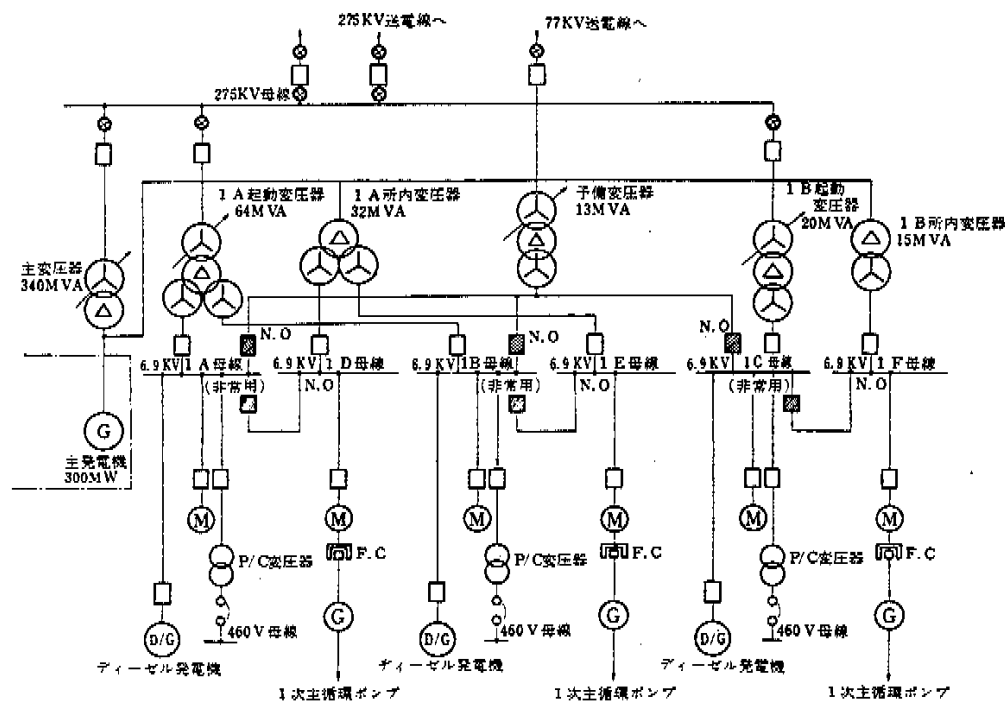 275KV送電線へ
77KV送電線へ
275KV母線
1A起動変圧器
64MVA
1A所内変圧器
32MVA
予備変圧器
13MVA
1B起動
変圧器
20MVA
1B所内変圧器
15MVA
主変圧器
340MVA
N.O
N.O
N.O
6.9KV 1A母線
(非常用)
6.9KV 1D母線
N.O
6.9KV 1B母線
(非常用)
6.9KV 1E母線
N.O
6.9KV 1C母線
(非常用)
6.9KV 1F母線
N.O
G
主発電機
300MW
M
M
M
M
M
M
P/C変圧器
F.C
P/C変圧器
F.C
P/C変圧器
F.C
G
G
G
D/G
460V母線
D/G
460V母線
D/G
460V母線
ディーゼル発電機
ディーゼル発電機
ディーゼル発電機
1次主循環ポンプ
1次主循環ポンプ
1次主循環ポンプ